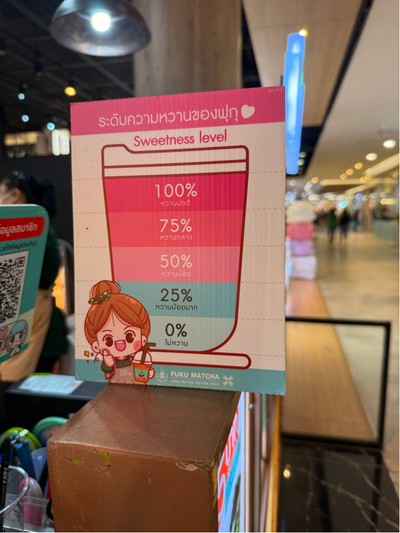 ระดับความหวานของฟุกุ
Sweetness level
100%
หวานปกติ
75%
หวานกลาง
50%
หวานน้อย
25%
หวานน้อยมาก
0%
ไม่หวาน
FUKU MATCHA